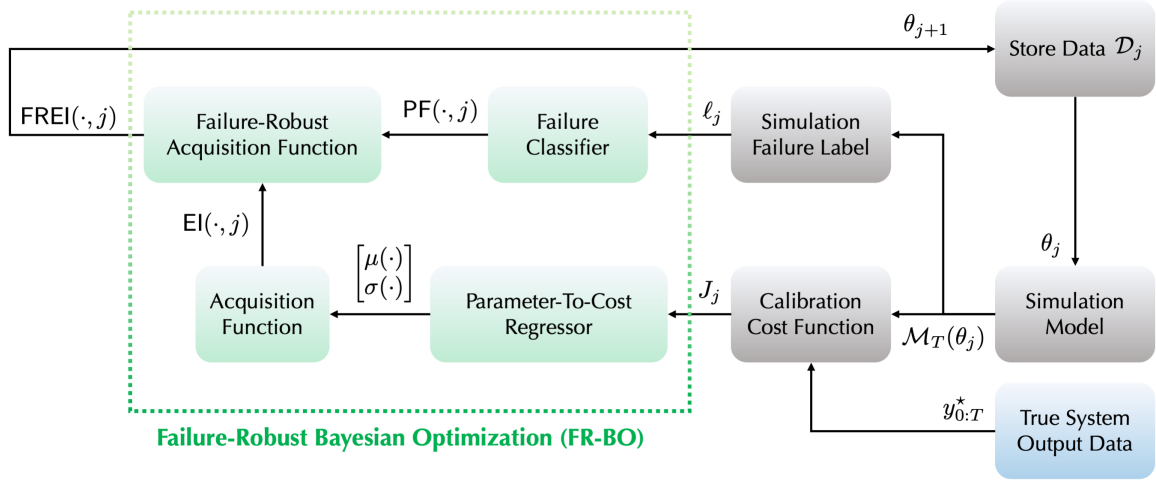 θ_{j+1}
Store Data 𝒟_j
FREI(·, j)
Failure-Robust
Acquisition Function
PF(·, j)
Failure
Classifier
ℓ_j
Simulation
Failure Label
EI(·, j)
θ_j
Acquisition
Function
[μ(·)
σ(·)]
Parameter-To-Cost
Regressor
J_j
Calibration
Cost Function
ℳ_T(θ_j)
Simulation
Model
y^⋆_{0:T}
True System
Output Data
Failure-Robust Bayesian Optimization (FR-BO)